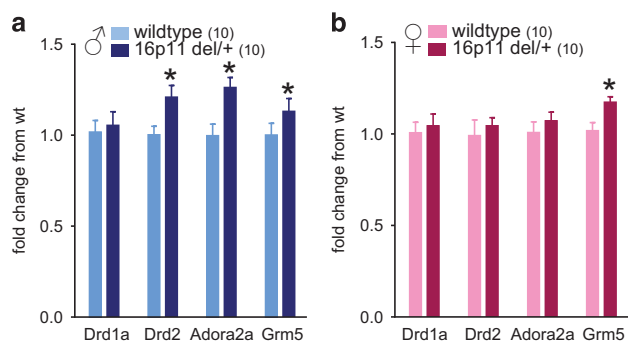 a
♂ wildtype (10)
16p11 del/+ (10)
fold change from wt
1.5
1.0
0.5
0.0
* * *
Drd1a Drd2 Adora2a Grm5
b
♀ wildtype (10)
16p11 del/+ (10)
fold change from wt
1.5
1.0
0.5
0.0
*
Drd1a Drd2 Adora2a Grm5